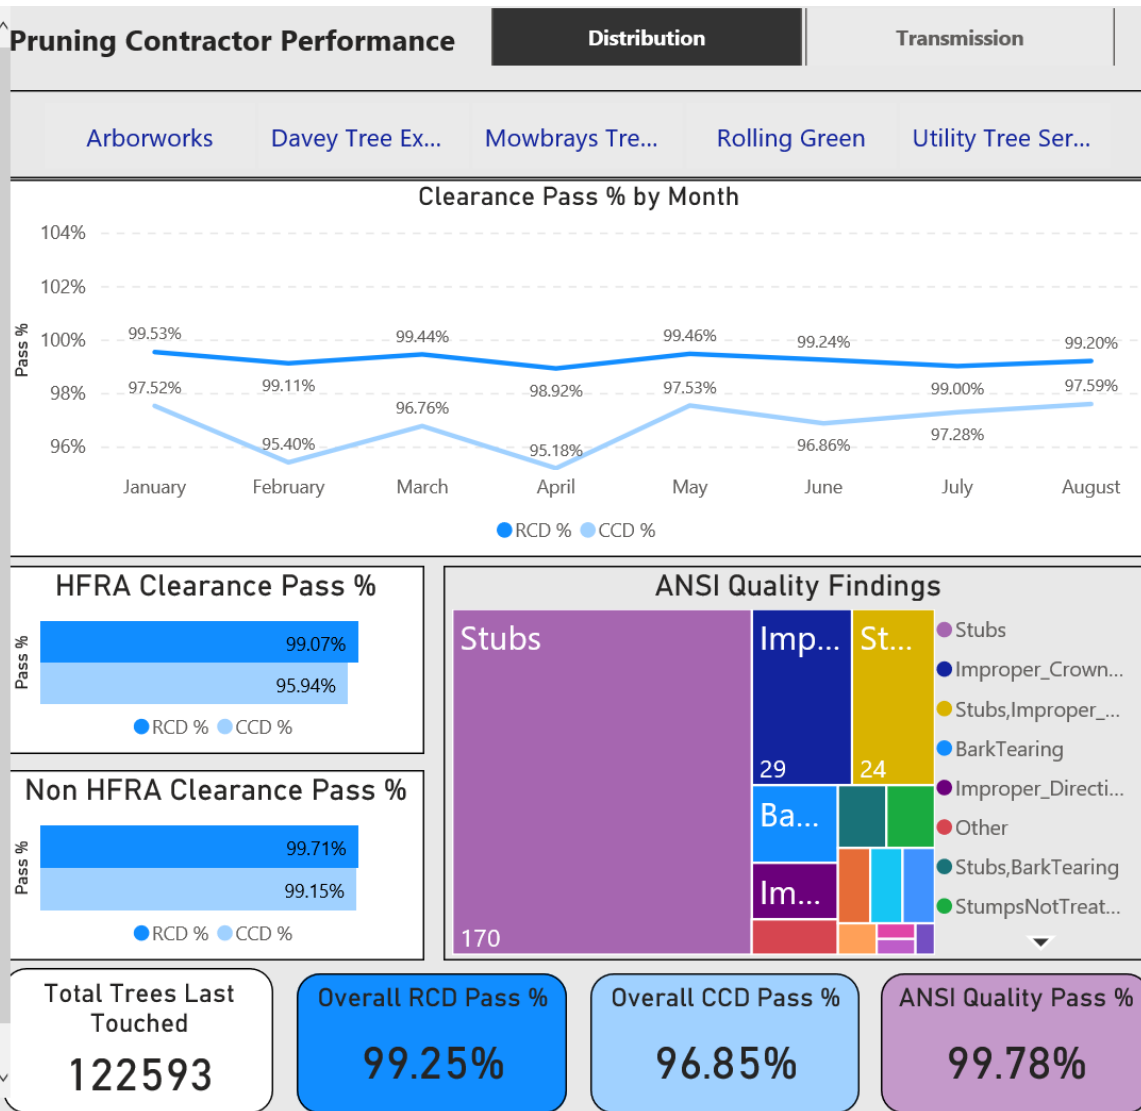 Pruning Contractor Performance
Distribution
Transmission
Arborworks
Davey Tree Ex...
Mowbrays Tre...
Rolling Green
Utility Tree Ser...
Clearance Pass % by Month
Pass %
104%
102%
100%
98%
96%
99.53%
99.11%
99.44%
98.92%
99.46%
99.24%
99.00%
99.20%
97.52%
95.40%
96.76%
95.18%
97.53%
96.86%
97.28%
97.59%
January
February
March
April
May
June
July
August
RCD %
CCD %
HFRA Clearance Pass %
Pass %
99.07%
95.94%
RCD %
CCD %
Non HFRA Clearance Pass %
Pass %
99.71%
99.15%
RCD %
CCD %
ANSI Quality Findings
Stubs
170
Imp...
29
St...
24
Ba...
Im...
Stubs
Improper_Crown...
Stubs,Improper_...
BarkTearing
Improper_Directi...
Other
Stubs,BarkTearing
StumpsNotTreat...
Total Trees Last
Touched
122593
Overall RCD Pass %
99.25%
Overall CCD Pass %
96.85%
ANSI Quality Pass %
99.78%